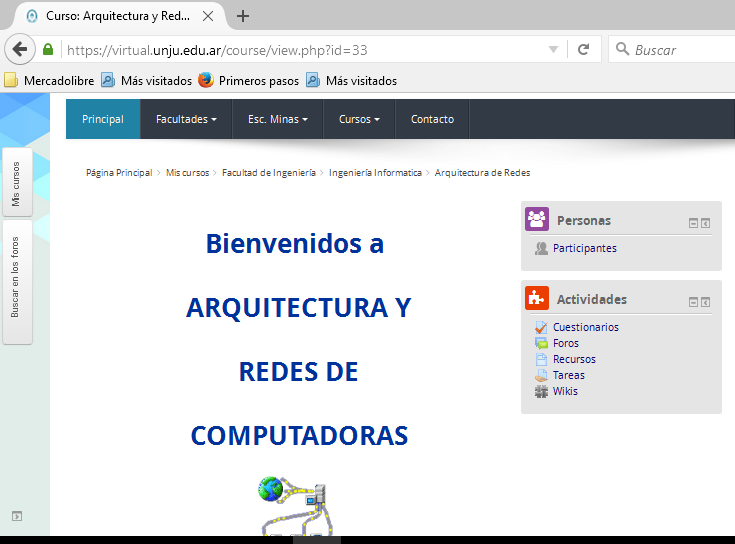 Curso: Arquitectura y Red...
https://virtual.unju.edu.ar/course/view.php?id=33
Buscar
Mercadolibre Más visitados Primeros pasos Más visitados
Principal Facultades Esc. Minas Cursos Contacto
Mis cursos
Buscar en los foros
Página Principal > Mis cursos > Facultad de Ingeniería > Ingeniería Informatica > Arquitectura de Redes
Bienvenidos a
ARQUITECTURA Y
REDES DE
COMPUTADORAS
Personas
Participantes
Actividades
Cuestionarios
Foros
Recursos
Tareas
Wikis